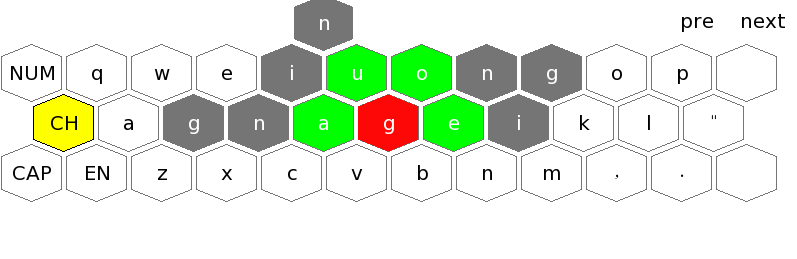 n pre next
NUM q w e i u o n g o p
CH a g n a g e i k l "
CAP EN z x c v b n m , .